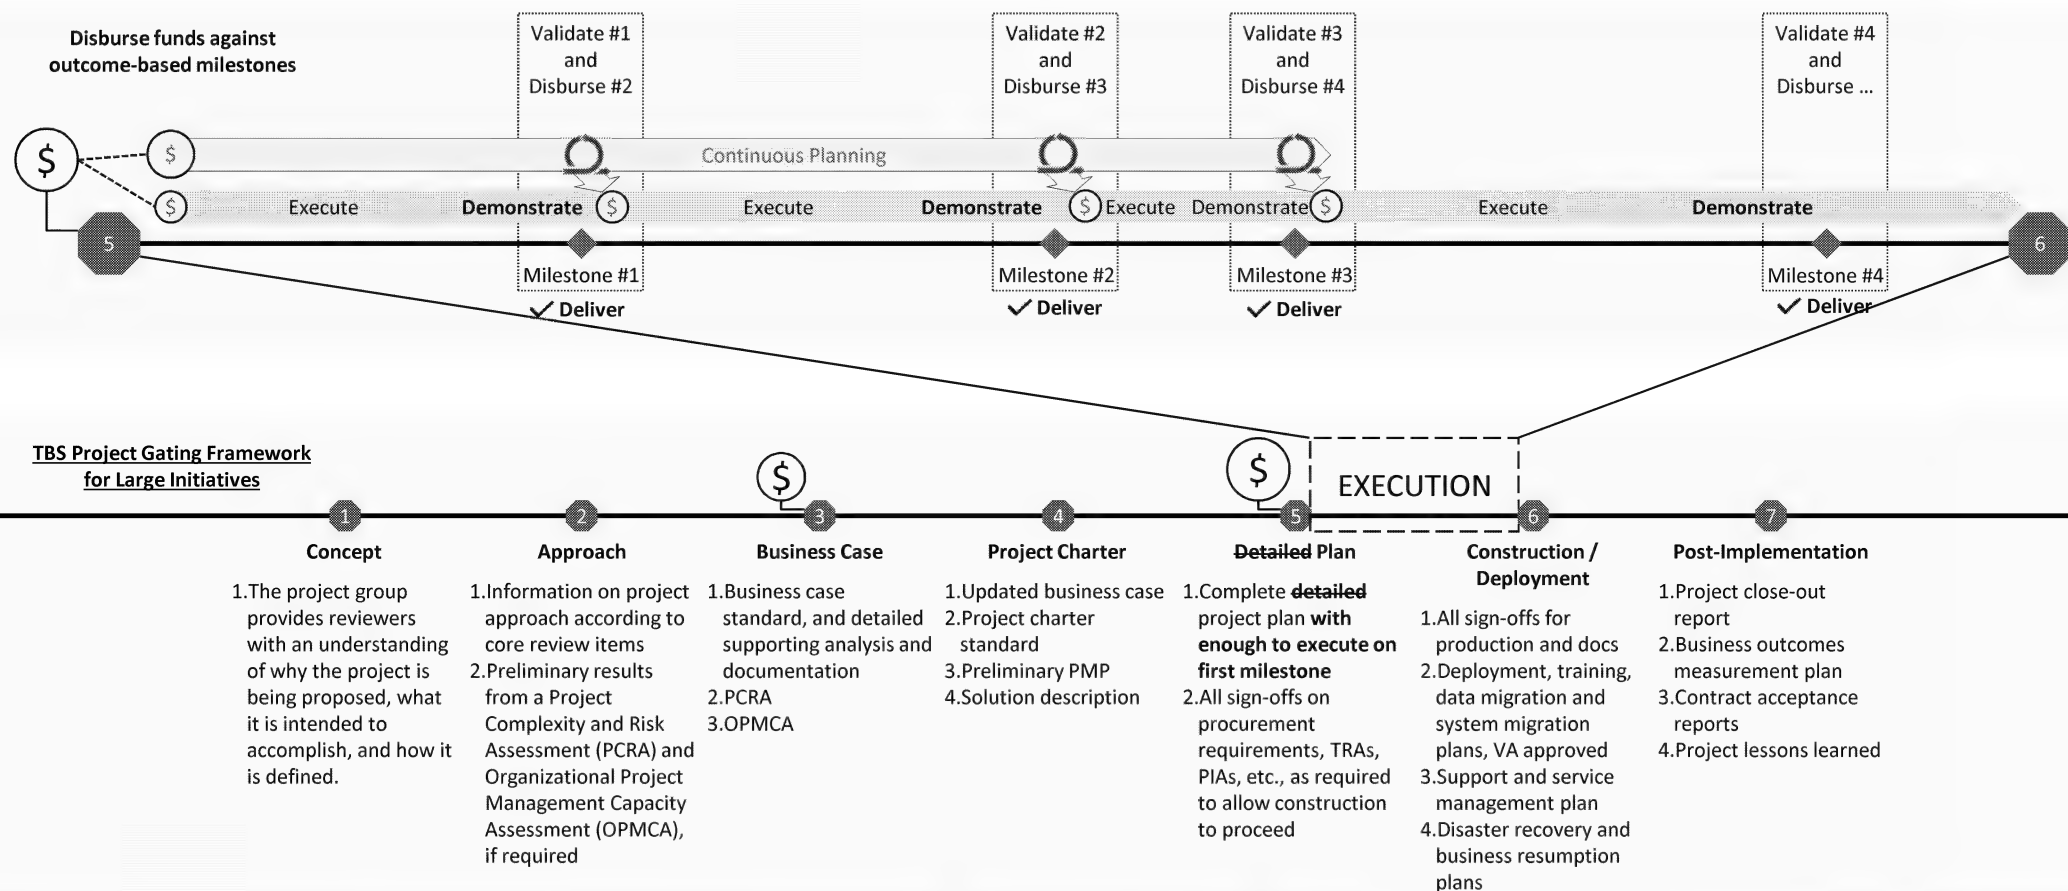 Disburse funds against
outcome-based milestones
Validate #1
and
Disburse #2
Validate #2
and
Disburse #3
Validate #3
and
Disburse #4
Validate #4
and
Disburse ...
$
$
Continuous Planning
$ Execute Demonstrate $ Execute Demonstrate $ Execute Demonstrate $ Execute Demonstrate
5
6
Milestone #1
✓ Deliver
Milestone #2
✓ Deliver
Milestone #3
✓ Deliver
Milestone #4
✓ Deliver
TBS Project Gating Framework
for Large Initiatives
$
$
EXECUTION
1
2
3
4
5
6
7
Concept
1.The project group
provides reviewers
with an understanding
of why the project is
being proposed, what
it is intended to
accomplish, and how it
is defined.
Approach
1.Information on project
approach according to
core review items
2.Preliminary results
from a Project
Complexity and Risk
Assessment (PCRA) and
Organizational Project
Management Capacity
Assessment (OPMCA),
if required
Business Case
1.Business case
standard, and detailed
supporting analysis and
documentation
2.PCRA
3.OPMCA
Project Charter
1.Updated business case
2.Project charter
standard
3.Preliminary PMP
4.Solution description
Detailed Plan
1.Complete detailed
project plan with
enough to execute on
first milestone
2.All sign-offs on
procurement
requirements, TRAs,
PIAs, etc., as required
to allow construction
to proceed
Construction /
Deployment
1.All sign-offs for
production and docs
2.Deployment, training,
data migration and
system migration
plans, VA approved
3.Support and service
management plan
4.Disaster recovery and
business resumption
plans
Post-Implementation
1.Project close-out
report
2.Business outcomes
measurement plan
3.Contract acceptance
reports
4.Project lessons learned